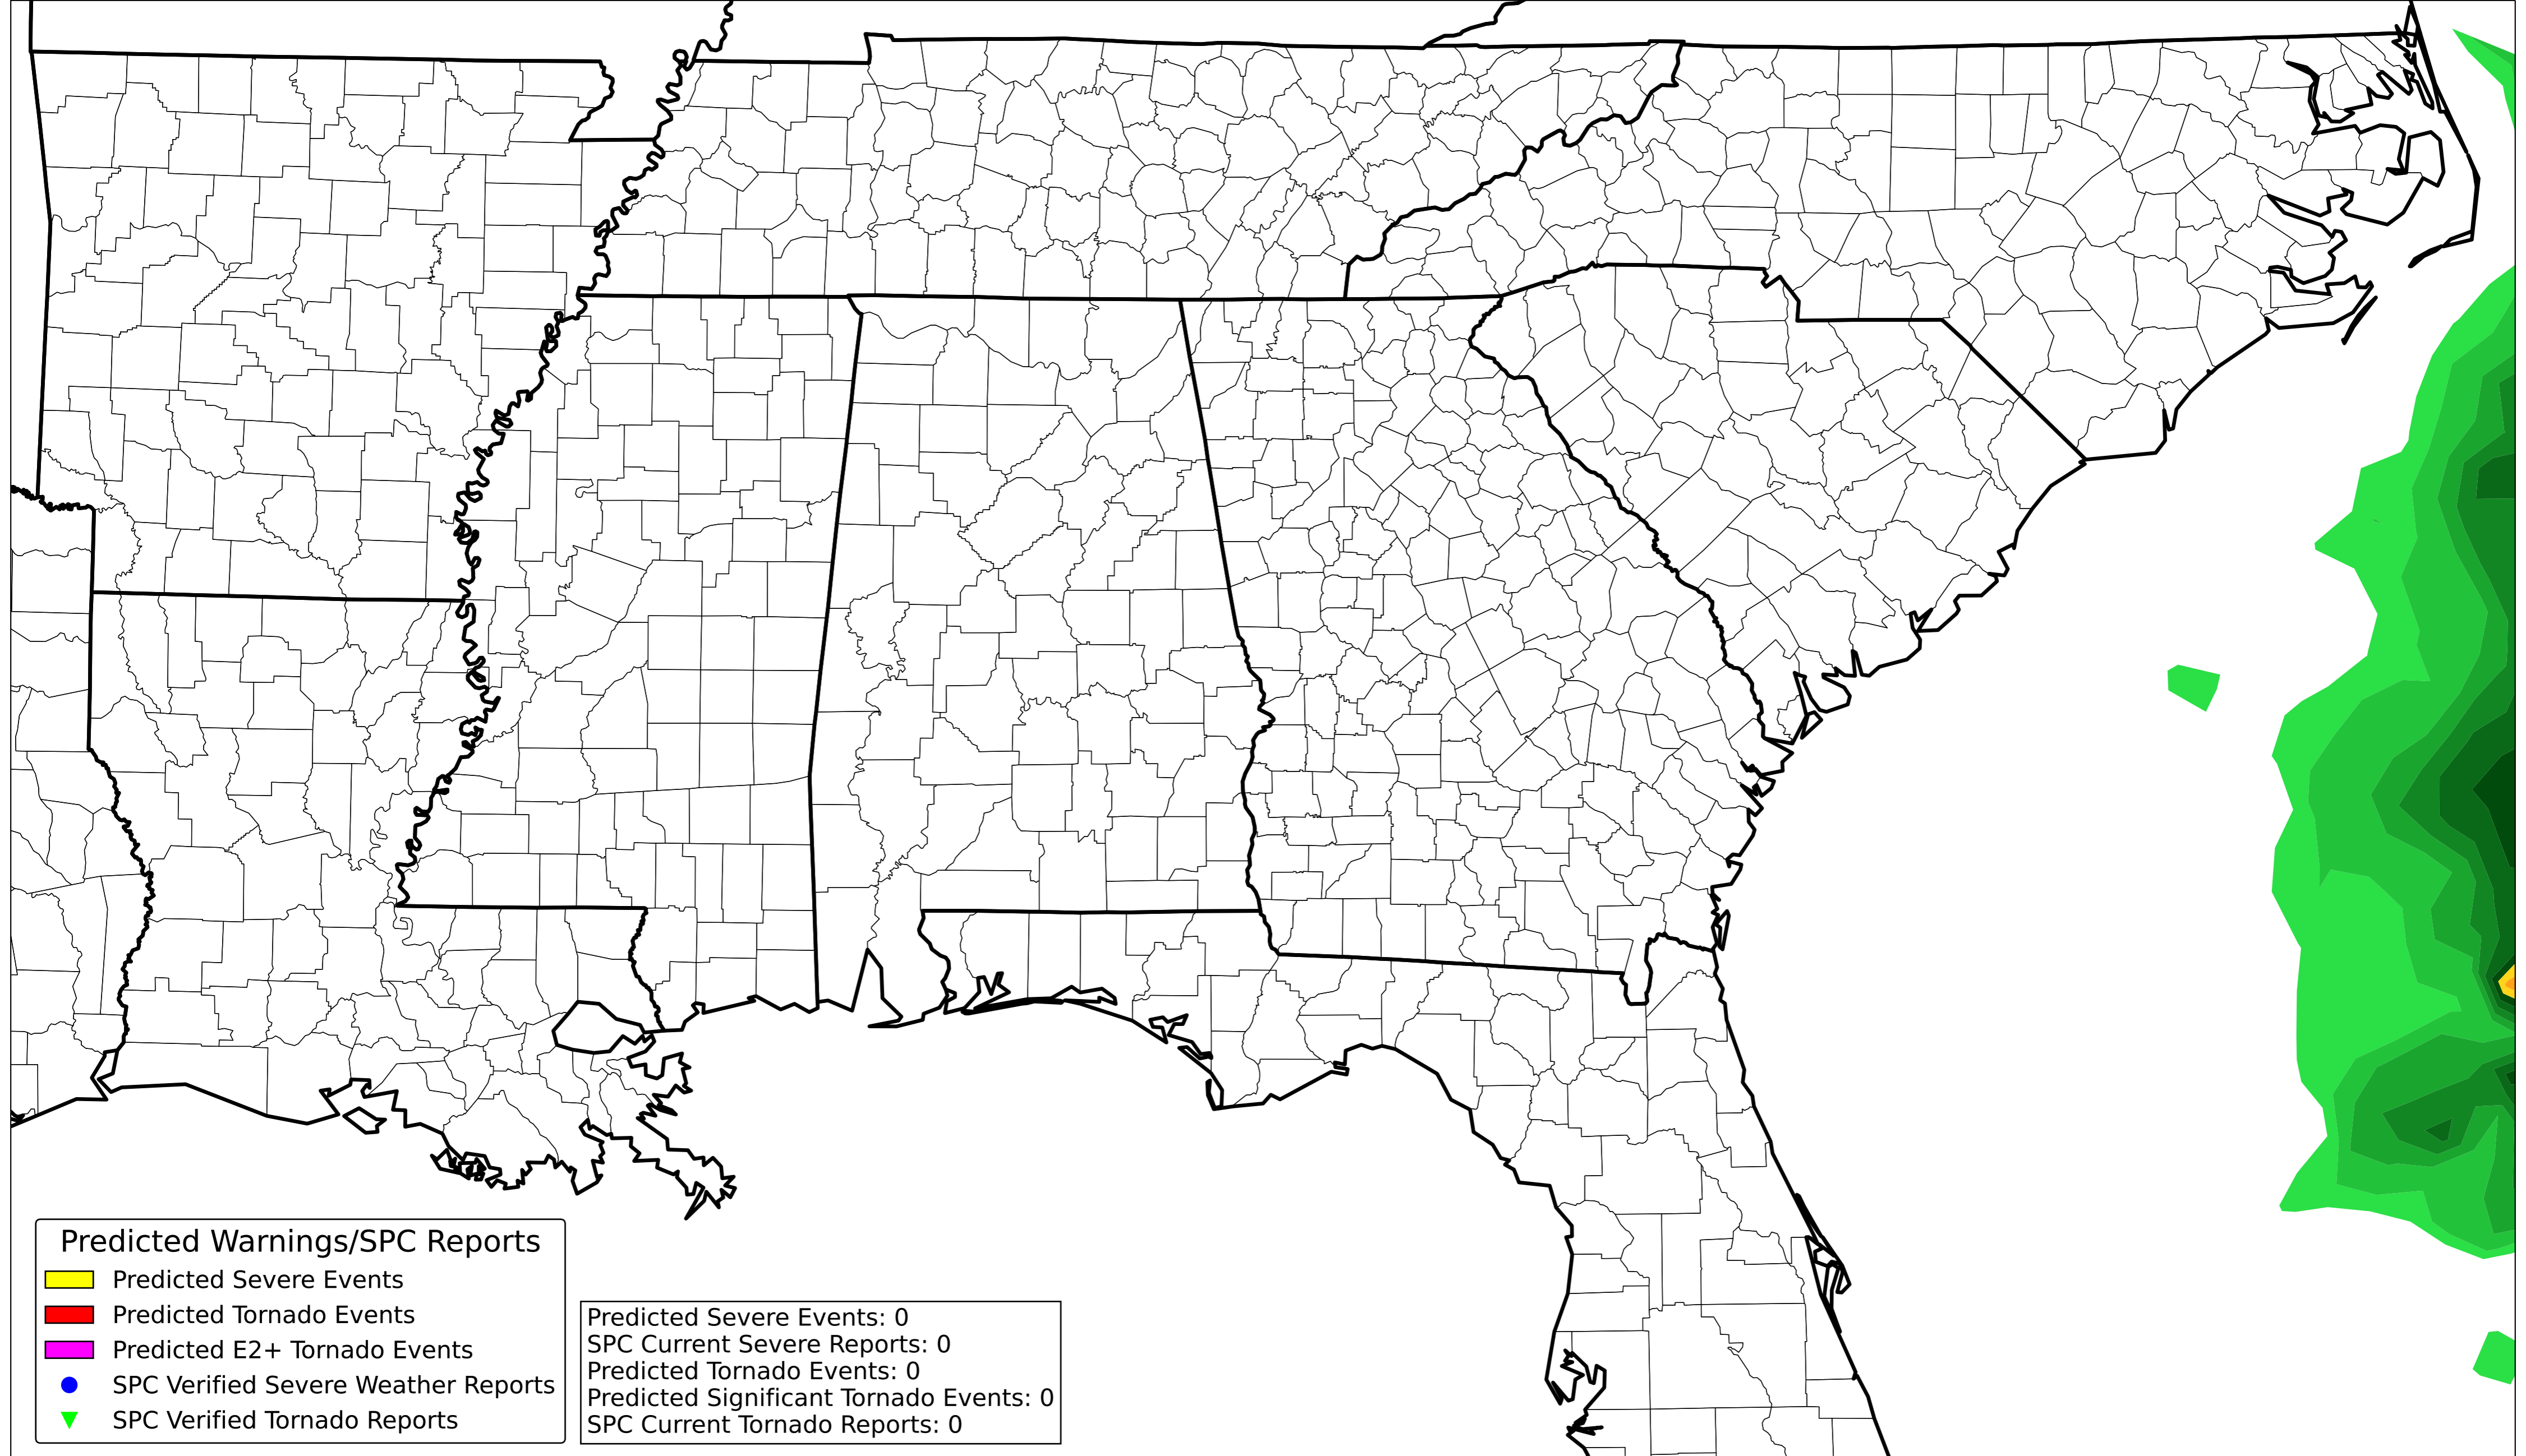 Predicted Warnings/SPC Reports
Predicted Severe Events
Predicted Tornado Events
Predicted E2+ Tornado Events
SPC Verified Severe Weather Reports
SPC Verified Tornado Reports
Predicted Severe Events: 0
SPC Current Severe Reports: 0
Predicted Tornado Events: 0
Predicted Significant Tornado Events: 0
SPC Current Tornado Reports: 0